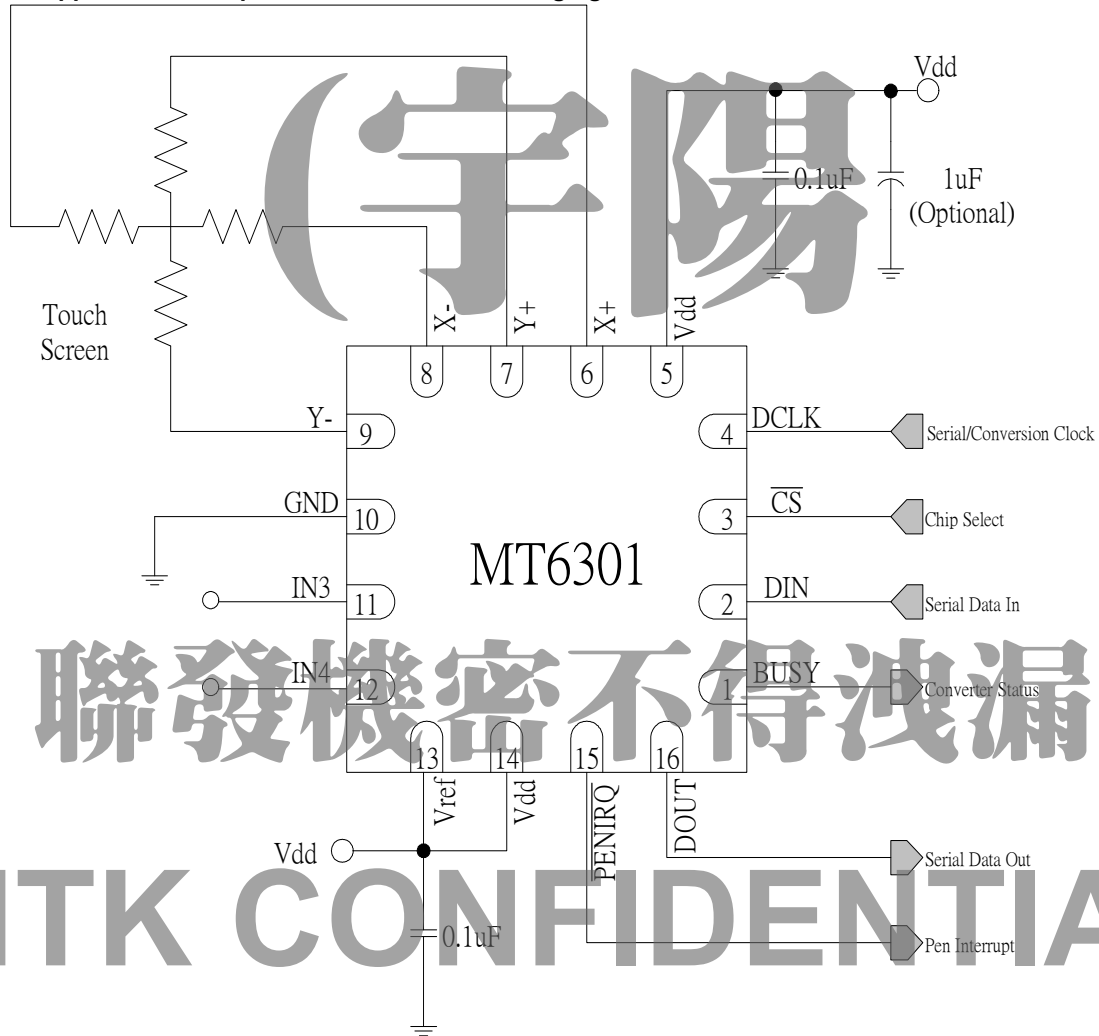 Vdd
(宇陽
0.1uF
1uF
(Optional)
Touch
Screen
X-
Y+
X+
Vdd
8
7
6
5
Y-
9
4
DCLK
Serial/Conversion Clock
GND
10
3
CS
Chip Select
MT6301
IN3
11
2
DIN
Serial Data In
IN4
12
1
BUSY
Converter Status
聯發機密不得洩漏
13
14
15
16
Vref
Vdd
PENIRQ
DOUT
Vdd
Serial Data Out
MTK CONFIDENTIA
0.1uF
Pen Interrupt